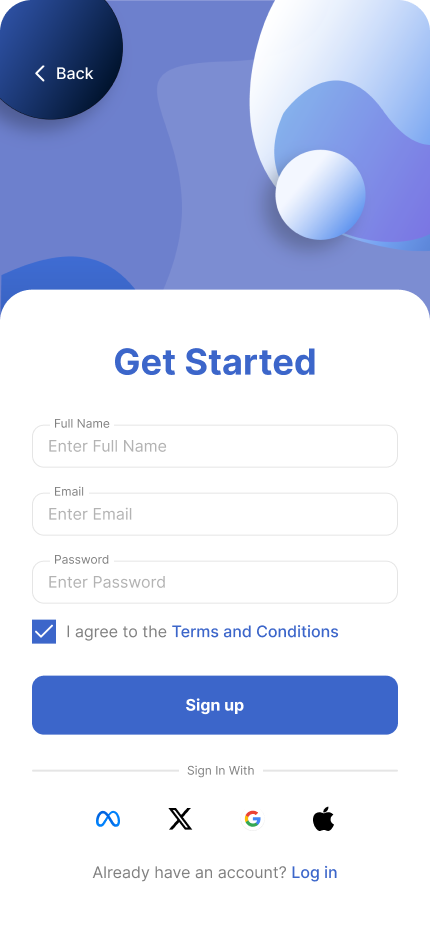 Back
Get Started
Full Name
Enter Full Name
Email
Enter Email
Password
Enter Password
I agree to the Terms and Conditions
Sign up
Sign In With
Already have an account? Log in